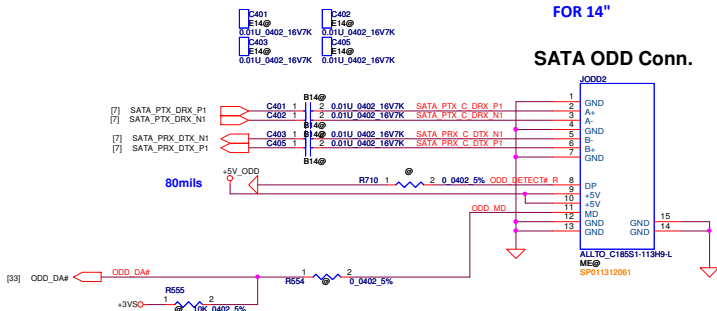 FOR 14"
C401
E14@
0.01U_0402_16V7K
C402
E14@
0.01U_0402_16V7K
C403
E14@
0.01U_0402_16V7K
C405
E14@
0.01U_0402_16V7K
SATA ODD Conn.
JODD2
B14@
[7] SATA_PTX_DRX_P1 C401 1 2 0.01U_0402_16V7K SATA_PTX_C_DRX_P1
[7] SATA_PTX_DRX_N1 C402 1 2 0.01U_0402_16V7K SATA_PTX_C_DRX_N1
B14@
B14@
[7] SATA_PRX_DTX_N1 C403 1 2 0.01U_0402_16V7K SATA_PRX_C_DTX_N1
[7] SATA_PRX_DTX_P1 C405 1 2 0.01U_0402_16V7K SATA_PRX_C_DTX_P1
B14@
1 GND
2 A+
3 A-
4 GND
5 B-
6 B+
7 GND
+5V_ODD
80mils
@
R710 1 2 0_0402_5% ODD_DETECT#_R
8 DP
9 +5V
10 +5V
ODD_MD 11 MD
12 GND GND 15
13 GND GND 14
ALLTO_C185S1-113H9-L
ME@
SP011312061
[33] ODD_DA# ODD_DA#
R554 1 2 0_0402_5%
@
R555
+3VS 1 2
@ 10K_0402_5%